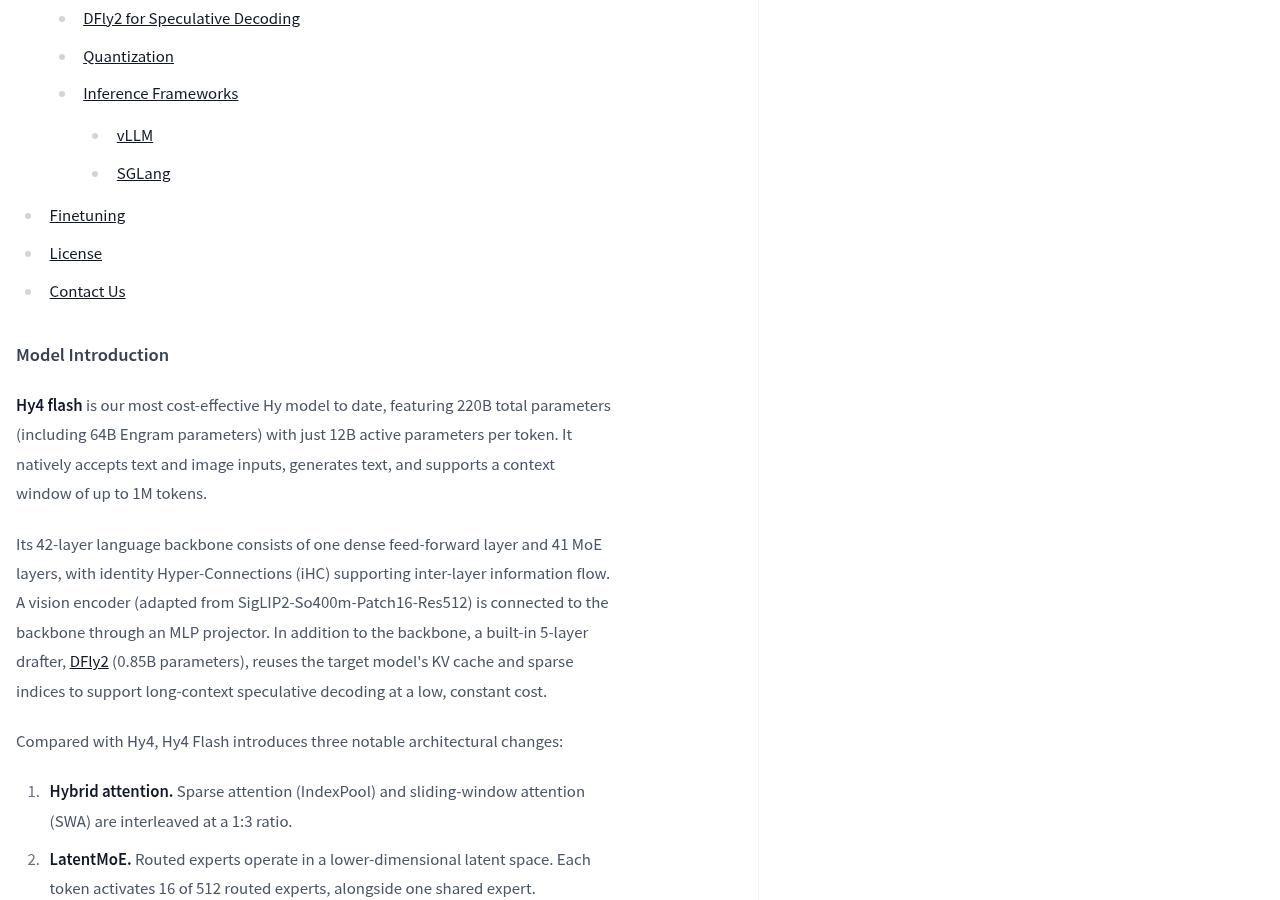 DFly2 for Speculative Decoding
Quantization
Inference Frameworks
vLLM
SGLang
Finetuning
License
Contact Us
Model Introduction
Hy4 flash is our most cost-effective Hy model to date, featuring 220B total parameters
(including 64B Engram parameters) with just 12B active parameters per token. It
natively accepts text and image inputs, generates text, and supports a context
window of up to 1M tokens.
Its 42-layer language backbone consists of one dense feed-forward layer and 41 MoE
layers, with identity Hyper-Connections (iHC) supporting inter-layer information flow.
A vision encoder (adapted from SigLIP2-So400m-Patch16-Res512) is connected to the
backbone through an MLP projector. In addition to the backbone, a built-in 5-layer
drafter, DFly2 (0.85B parameters), reuses the target model's KV cache and sparse
indices to support long-context speculative decoding at a low, constant cost.
Compared with Hy4, Hy4 Flash introduces three notable architectural changes:
1. Hybrid attention. Sparse attention (IndexPool) and sliding-window attention
(SWA) are interleaved at a 1:3 ratio.
2. LatentMoE. Routed experts operate in a lower-dimensional latent space. Each
token activates 16 of 512 routed experts, alongside one shared expert.